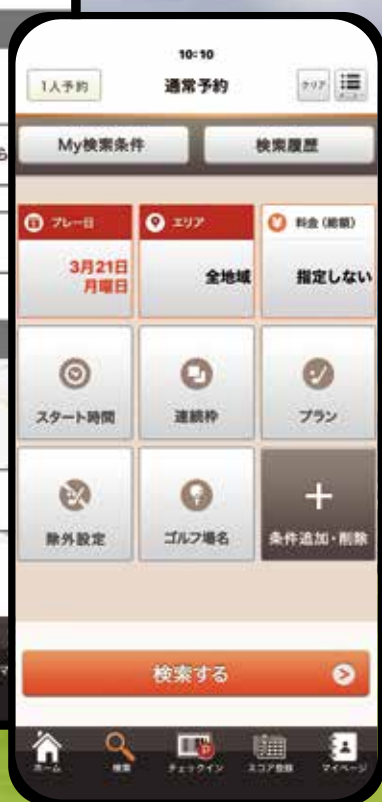 10:10
1人予約
通常予約
クリア
My検索条件
検索履歴
プレー日
エリア
料金（総額）
3月21日
月曜日
全地域
指定しない
スタート時間
連続枠
プラン
除外設定
ゴルフ場名
条件追加・削除
検索する
ホーム
検索
チェックイン
スコア登録
マイページ